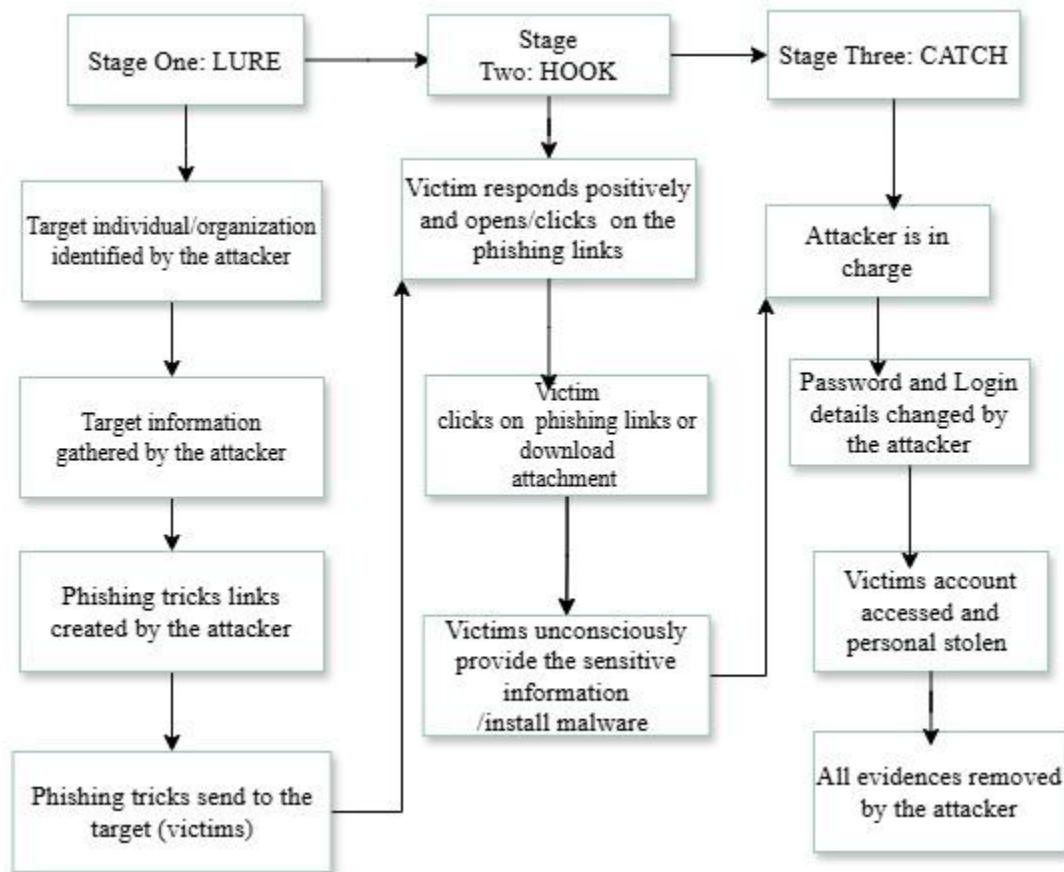 Stage One: LURE
Target individual/organization
identified by the attacker
Target information
gathered by the attacker
Phishing tricks links
created by the attacker
Phishing tricks send to the
target (victims)
Stage
Two: HOOK
Victim responds positively
and opens/clicks on the
phishing links
Victim
clicks on phishing links or
download
attachment
Victims unconsciously
provide the sensitive
information
/install malware
Stage Three: CATCH
Attacker is in
charge
Password and Login
details changed by
the attacker
Victims account
accessed and
personal stolen
All evidences removed
by the attacker